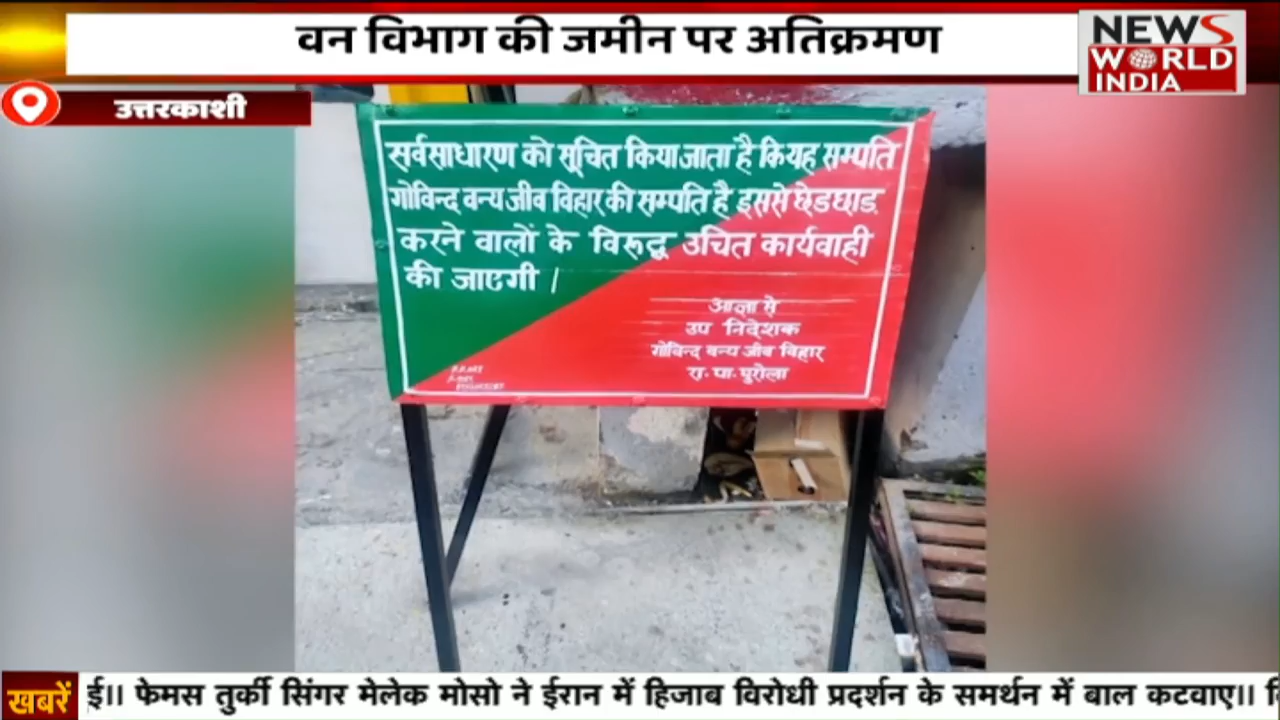 वन विभाग की जमीन पर अतिक्रमण
NEWS
WORLD
INDIA
उत्तरकाशी
सर्वसाधारण को सूचित किया जाता है कि यह सम्पति
गोविन्द वन्य जीव विहार की सम्पति है इससे छेडछाड
करने वालों के विरूद्ध उचित कार्यवाही
की जाएगी ।
आज्ञा से
उप निदेशक
गोविन्द वन्य जीव विहार
रा. पा. पुरोला
खबरें
ई।। फेमस तुर्की सिंगर मेलेक मोसो ने ईरान में हिजाब विरोधी प्रदर्शन के समर्थन में बाल कटवाए।।